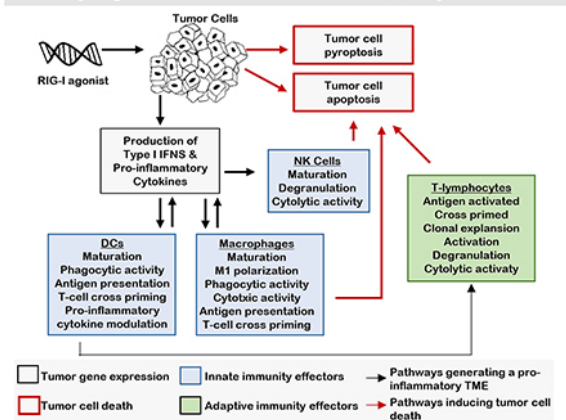 Tumor Cells
RIG-I agonist
Tumor cell
pyroptosis
Tumor cell
apoptosis
Production of
Type I IFNS &
Pro-inflammatory
Cytokines
NK Cells
Maturation
Degranulation
Cytolytic activity
T-lymphocytes
Antigen activated
Cross primed
Clonal explansion
Activation
Degranulation
Cytolytic activaty
DCs
Maturation
Phagocytic activity
Antigen presentation
T-cell cross priming
Pro-inflammatory
cytokine modulation
Macrophages
Maturation
M1 polarization
Phagocytic activity
Cytotxic activity
Antigen presentation
T-cell cross priming
Tumor gene expression
Innate immunity effectors
Pathways generating a pro-
inflammatory TME
Tumor cell death
Adaptive immunity effectors
Pathways inducing tumor cell
death